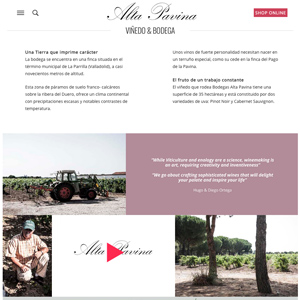 Alta Pavina
SHOP ONLINE
VIÑEDO & BODEGA
Una Tierra que imprime carácter
La bodega se encuentra en una finca situada en el
término municipal de La Parrilla (Valladolid), a casi
novecientos metros de altitud.
Esta zona de páramos de suelo franco- calcáreos
sobre la ribera del Duero, ofrece un clima continental
con precipitaciones escasas y notables contrastes de
temperatura.
Unos vinos de fuerte personalidad necesitan nacer en
un terruño especial, como su cede en la finca del Pago
de la Pavina.
El fruto de un trabajo constante
El viñedo que rodea Bodegas Alta Pavina tiene una
superficie de 35 Hectáreas y está constituido por dos
variedades de uva: Pinot Noir y Cabernet Sauvignon.
"While Viticulture and enology are a science, winemaking is
an art, requiring creativity and inventiveness"
"We go about crafting sophisticated wines that will delight
your palate and inspire your life"
- Hugo & Diego Ortega
Alta Pavina